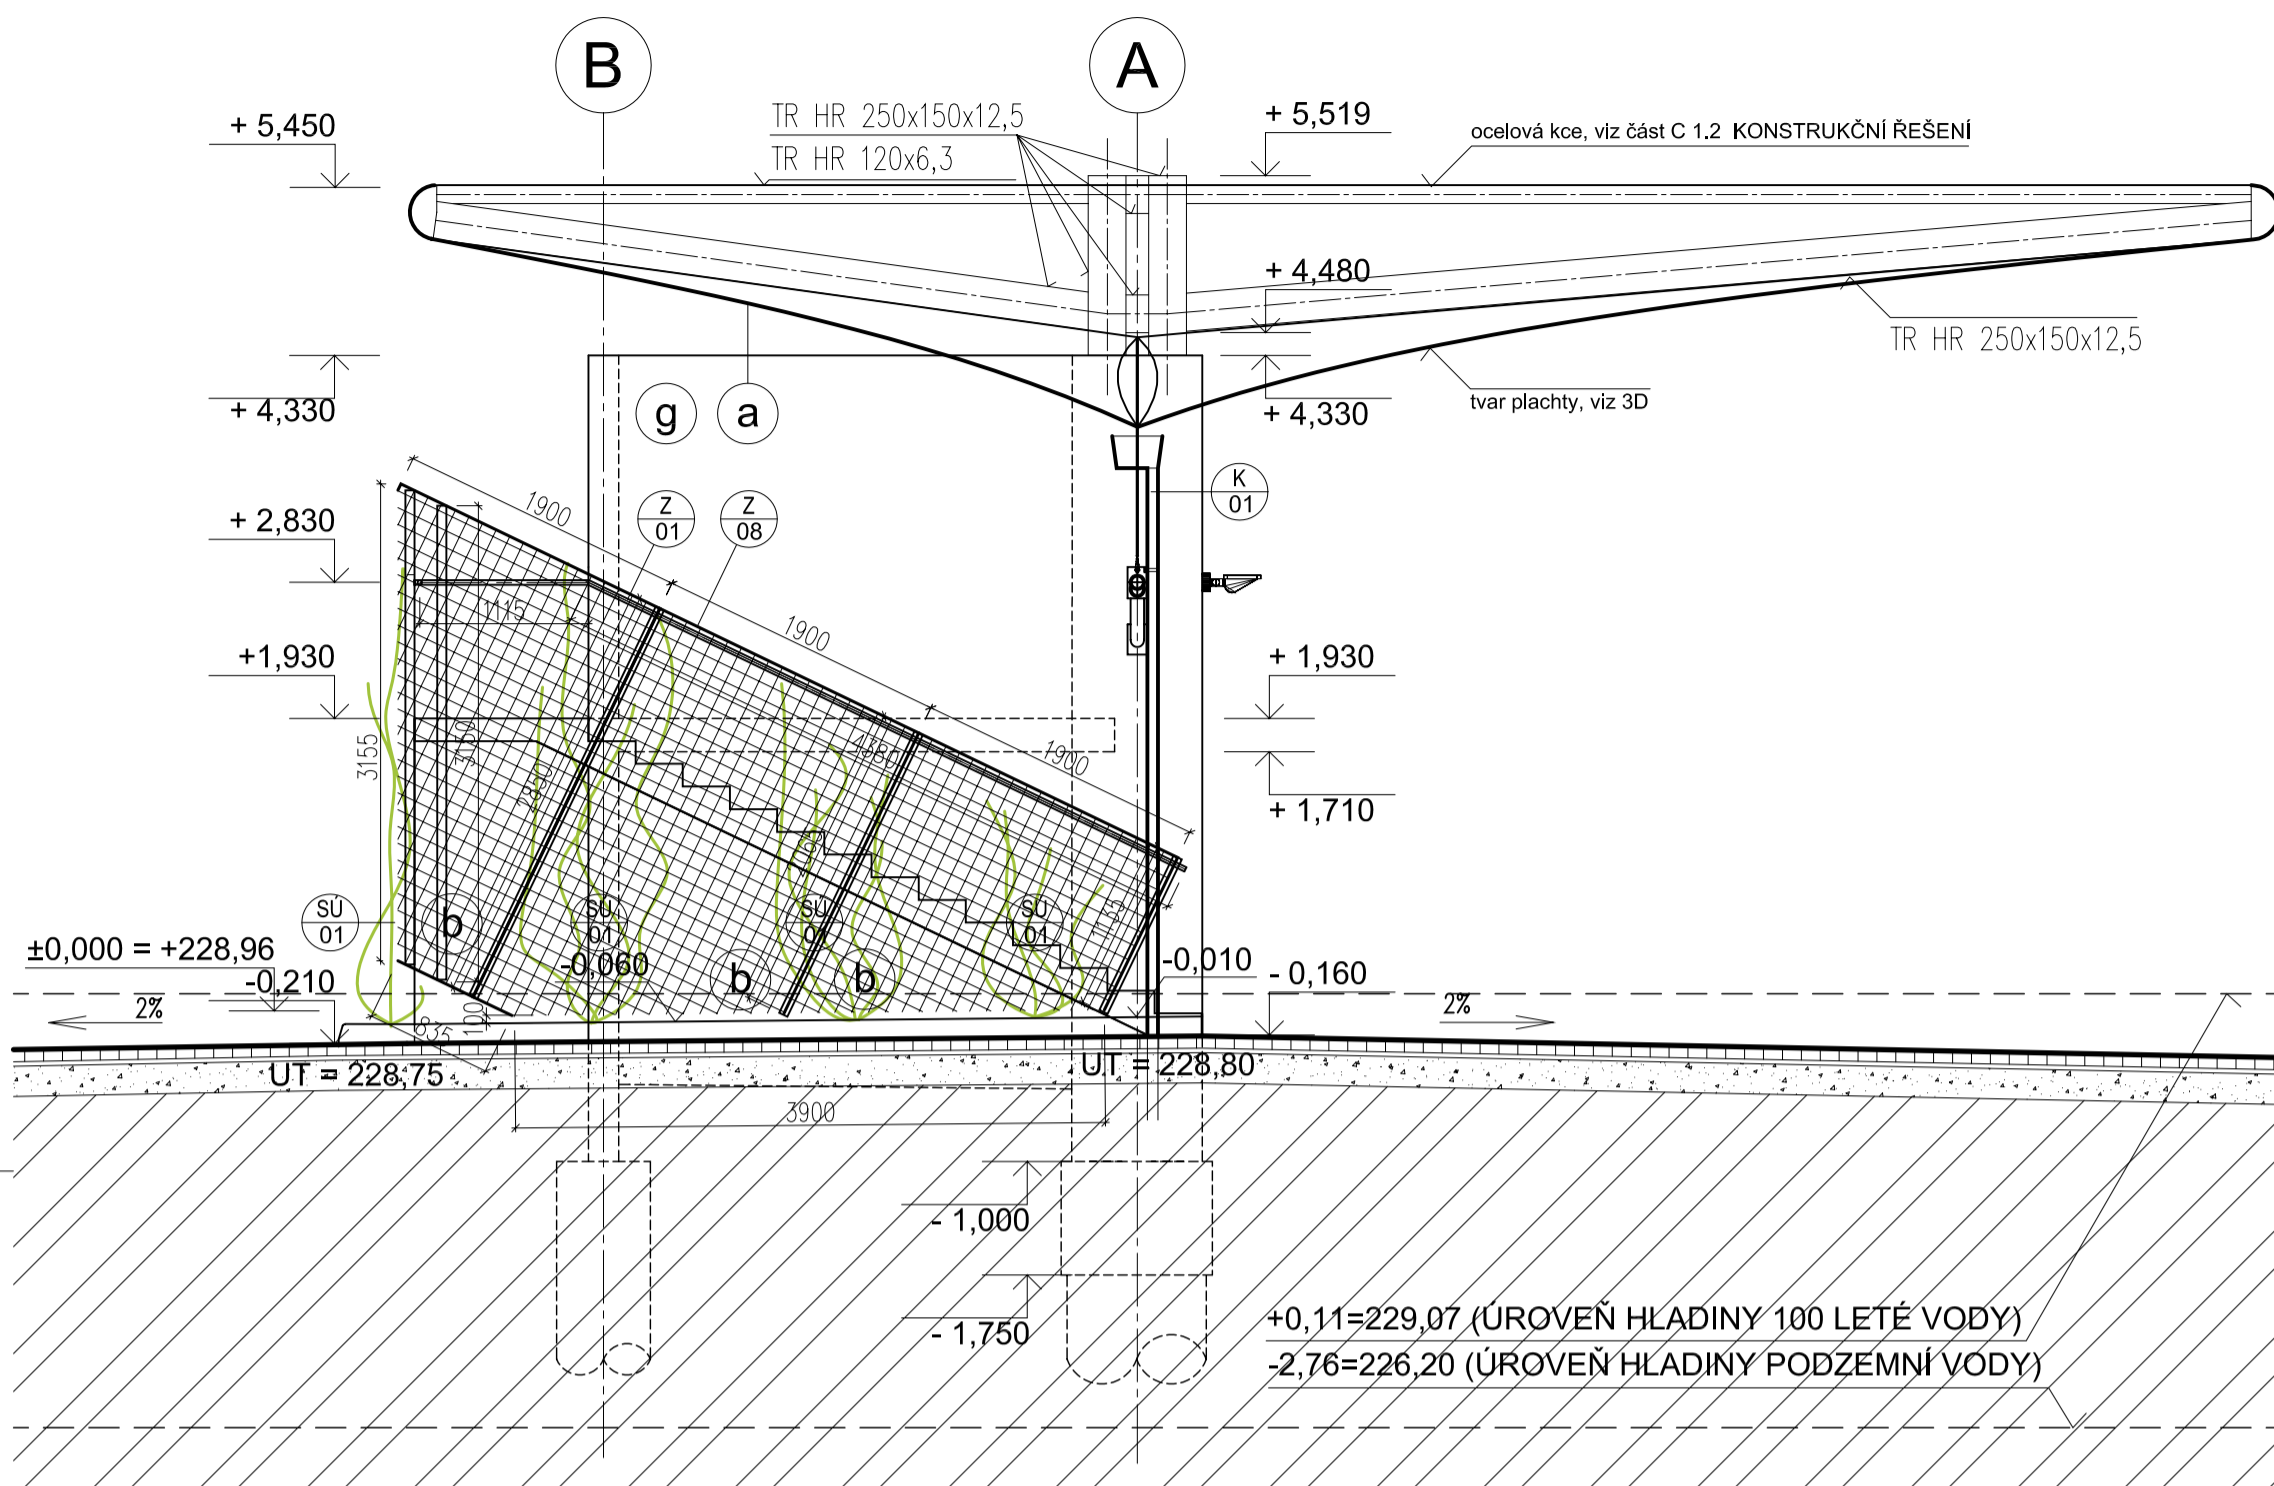 B
A
+ 5,450
TR HR 250x150x12,5
TR HR 120x6,3
+ 5,519
ocelová kce, viz část C 1.2 KONSTRUKČNÍ ŘEŠENÍ
+ 4,480
TR HR 250x150x12,5
+ 4,330
g
a
+ 4,330
tvar plachty, viz 3D
1900
Z
01
Z
08
K
01
+ 2,830
1115
1900
+1,930
+ 1,930
3155
3150
4380
1900
+ 1,710
1155
SÚ
01
b
SÚ
01
SÚ
01
SÚ
01
±0,000 = +228,96
-0,210
-0,060
b
b
-0,010
- 0,160
2%
2%
100
835
UT = 228,75
UT = 228,80
3900
- 1,000
- 1,750
+0,11=229,07 (ÚROVEŇ HLADINY 100 LETÉ VODY)
-2,76=226,20 (ÚROVEŇ HLADINY PODZEMNÍ VODY)